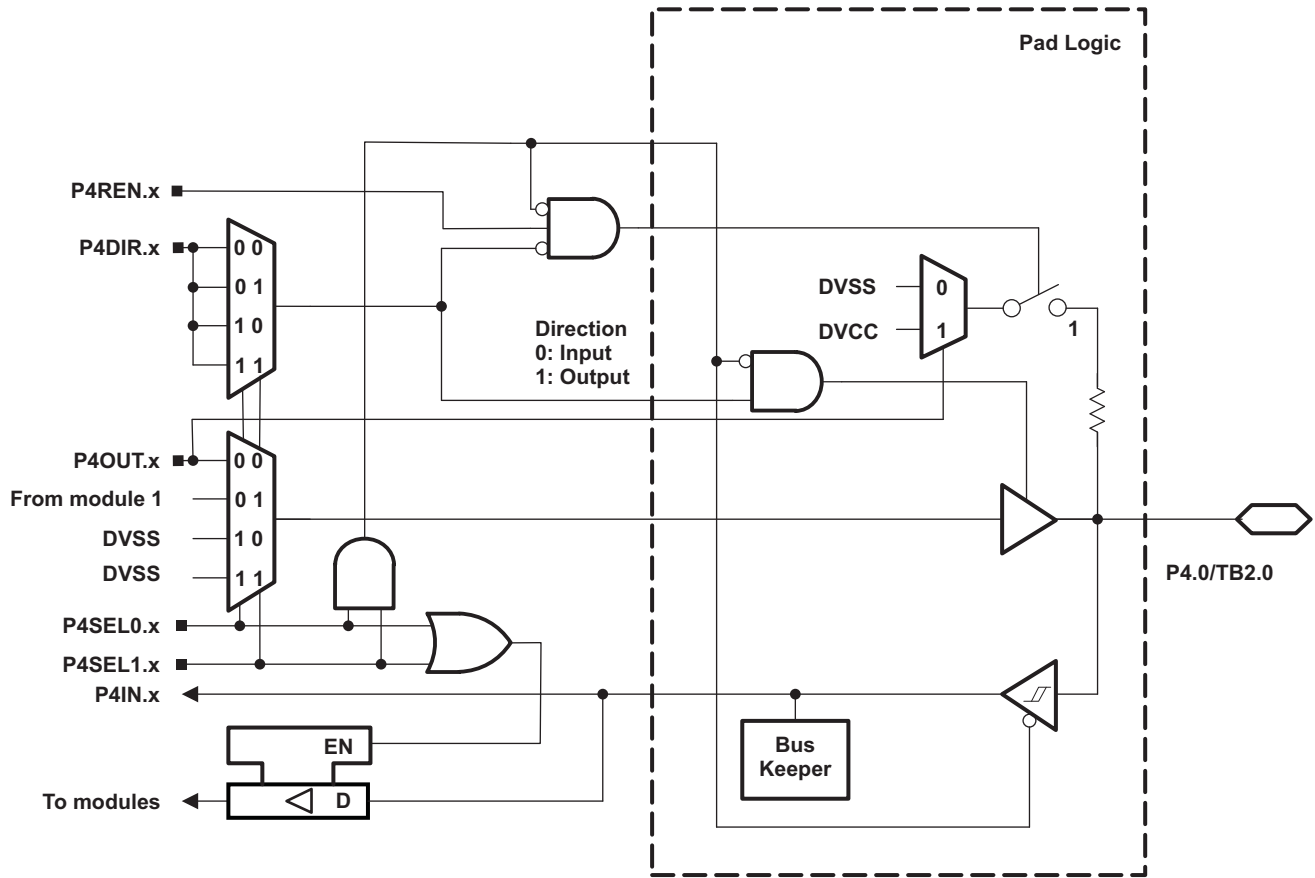 Pad Logic
P4REN.x
P4DIR.x
0 0
0 1
1 0
1 1
Direction
0: Input
1: Output
DVSS
0
DVCC
1
1
P4OUT.x
0 0
From module 1
0 1
DVSS
1 0
DVSS
1 1
P4.0/TB2.0
P4SEL0.x
P4SEL1.x
P4IN.x
Bus
Keeper
EN
To modules
D